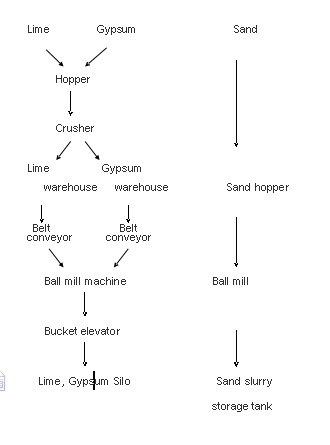 Lime Gypsum Sand
Hopper
Crusher
Lime Gypsum
warehouse warehouse Sand hopper
Belt Belt
conveyor conveyor
Ball mill machine Ball mill
Bucket elevator
Lime, Gypsum Silo Sand slurry
storage tank